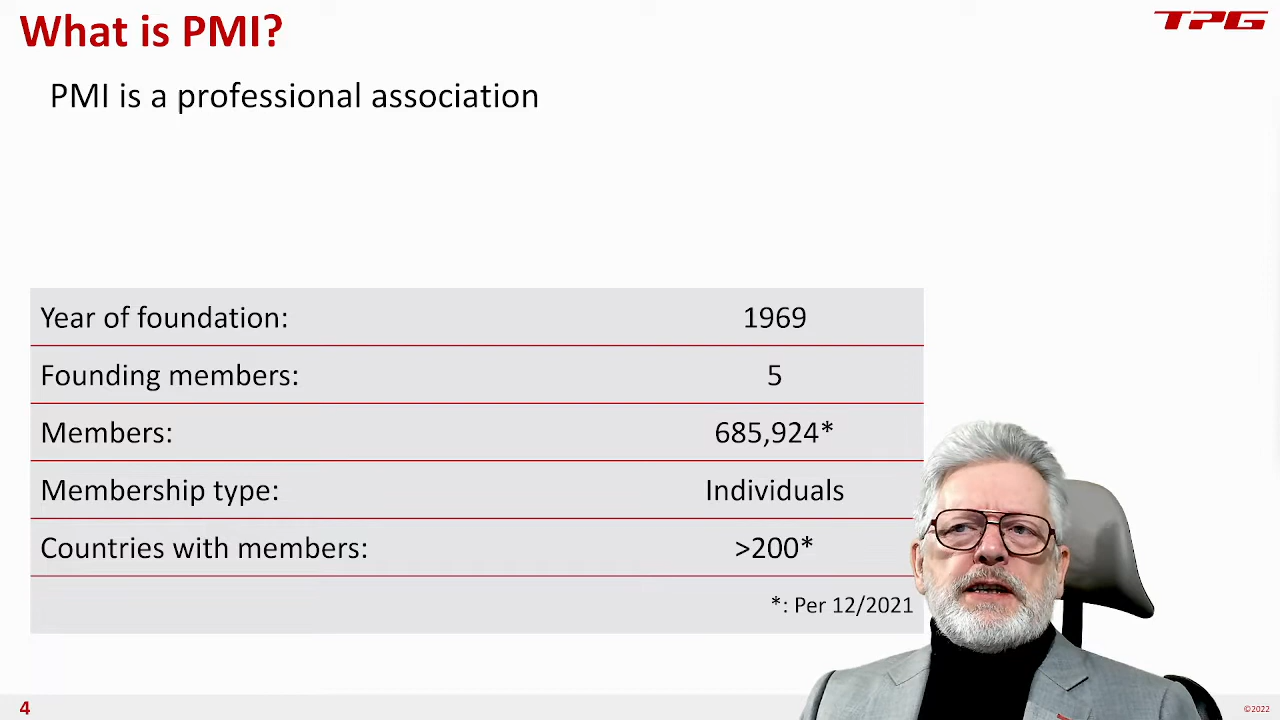 What is PMI?
TPG
PMI is a professional association
Year of foundation: 1969
Founding members: 5
Members: 685,924*
Membership type: Individuals
Countries with members: >200*
*: Per 12/2021
4
©2022